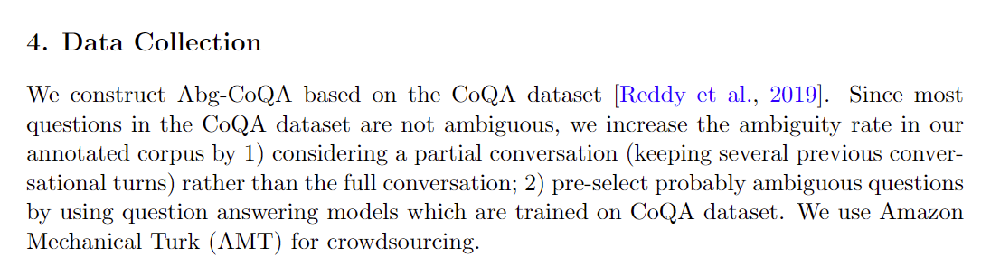 4. Data Collection
We construct Abg-CoQA based on the CoQA dataset [Reddy et al., 2019]. Since most
questions in the CoQA dataset are not ambiguous, we increase the ambiguity rate in our
annotated corpus by 1) considering a partial conversation (keeping several previous conver-
sational turns) rather than the full conversation; 2) pre-select probably ambiguous questions
by using question answering models which are trained on CoQA dataset. We use Amazon
Mechanical Turk (AMT) for crowdsourcing.